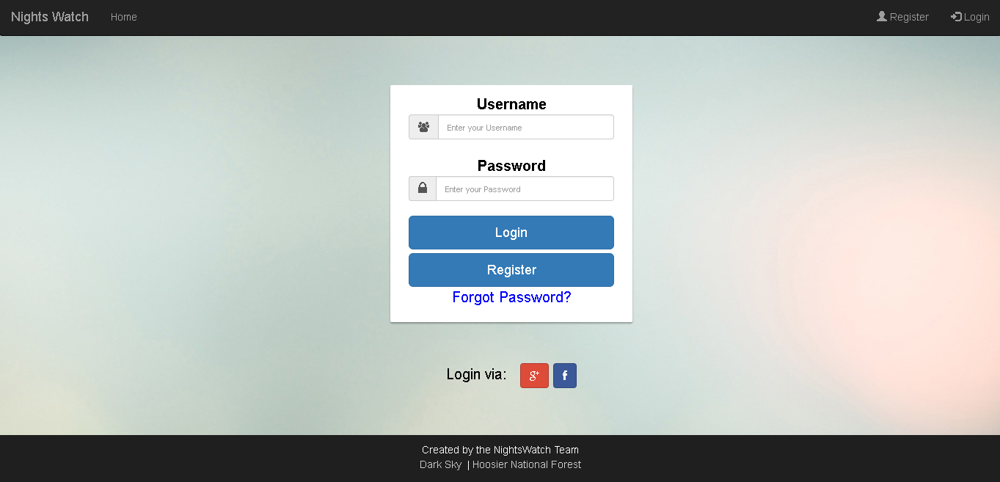 Nights Watch Home Register Login
Username
Enter your Username
Password
Enter your Password
Login
Register
Forgot Password?
Login via: g+ f
Created by the NightsWatch Team
Dark Sky | Hoosier National Forest